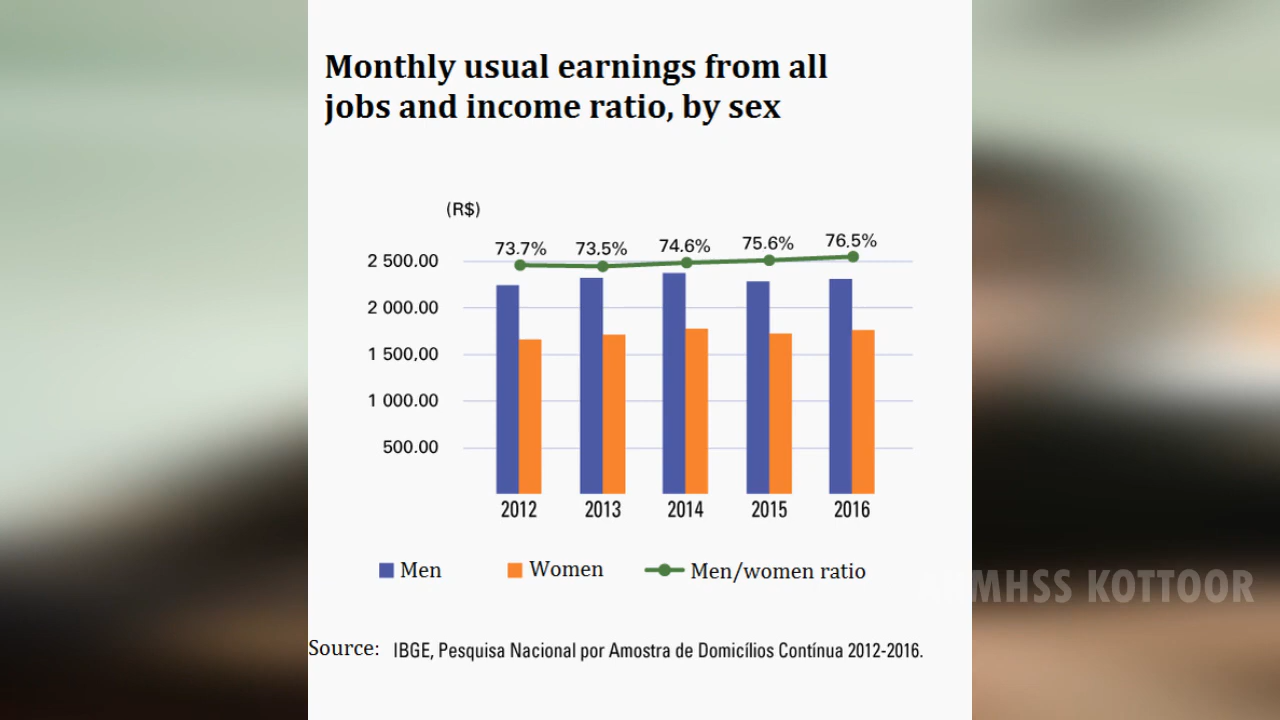 Monthly usual earnings from all
jobs and income ratio, by sex
(R$)
73.7% 73.5% 74.6% 75.6% 76.5%
2 500.00
2 000.00
1 500.00
1 000.00
500.00
2012 2013 2014 2015 2016
Men Women Men/women ratio
KOTTOOR
Source: IBGE, Pesquisa Nacional por Amostra de Domicílios Contínua 2012-2016.